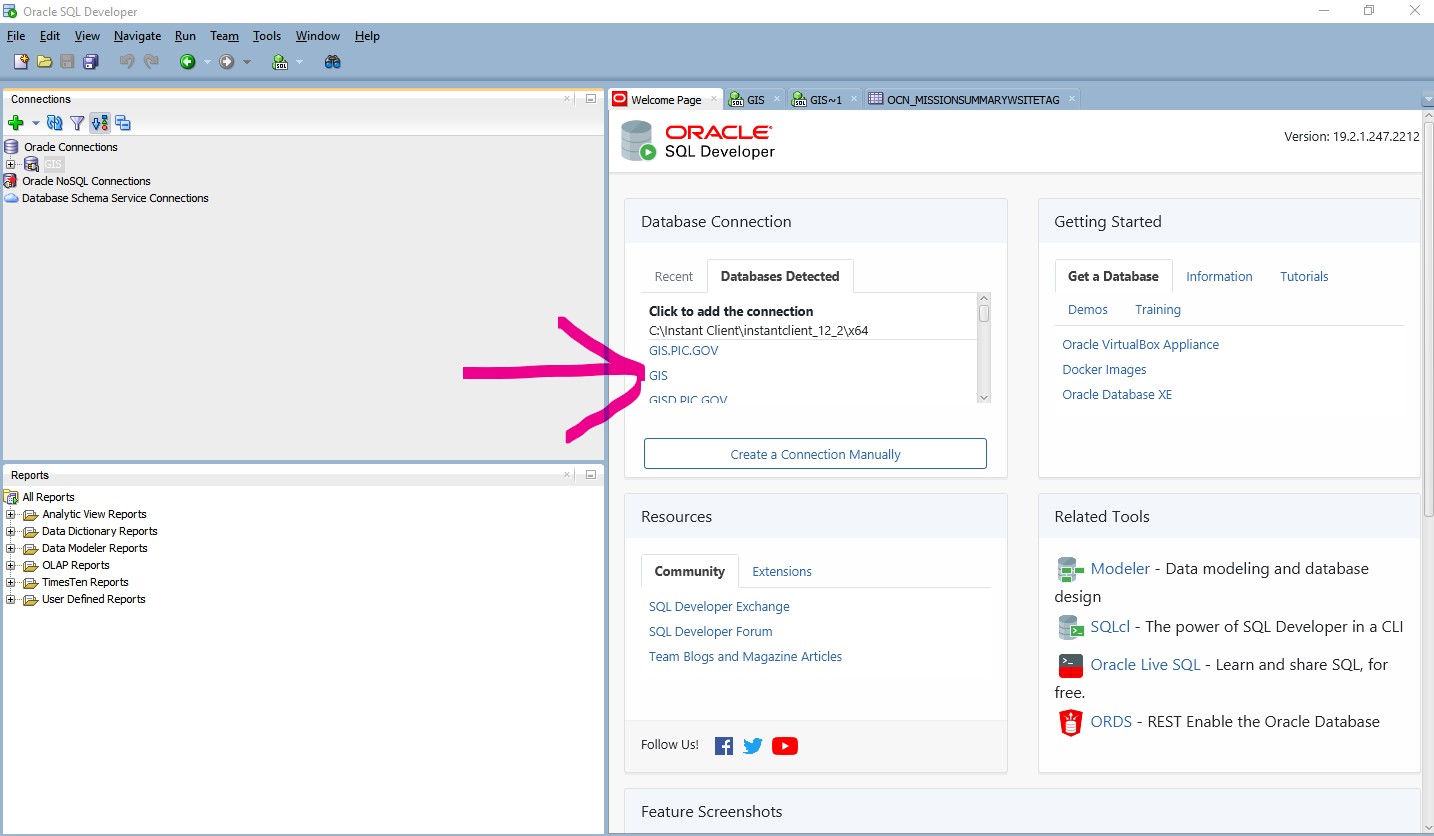 Oracle SQL Developer
File Edit View Navigate Run Team Tools Window Help
Connections
Oracle Connections
GIS
Oracle NoSQL Connections
Database Schema Service Connections
Reports
All Reports
Analytic View Reports
Data Dictionary Reports
Data Modeler Reports
OLAP Reports
TimesTen Reports
User Defined Reports
Welcome Page GIS GIS~1 OCN_MISSIONSUMMARYWSITETAG
ORACLE
SQL Developer
Version: 19.2.1.247.2212
Database Connection
Recent Databases Detected
Click to add the connection
C:\Instant Client\instantclient_12_2\x64
GIS.PIC.GOV
GIS
GISD.PIC.GOV
Create a Connection Manually
Getting Started
Get a Database Information Tutorials
Demos Training
Oracle VirtualBox Appliance
Docker Images
Oracle Database XE
Resources
Community Extensions
SQL Developer Exchange
SQL Developer Forum
Team Blogs and Magazine Articles
Follow Us!
Related Tools
Modeler - Data modeling and database
design
SQLcl - The power of SQL Developer in a CLI
Oracle Live SQL - Learn and share SQL, for
free.
ORDS - REST Enable the Oracle Database
Feature Screenshots